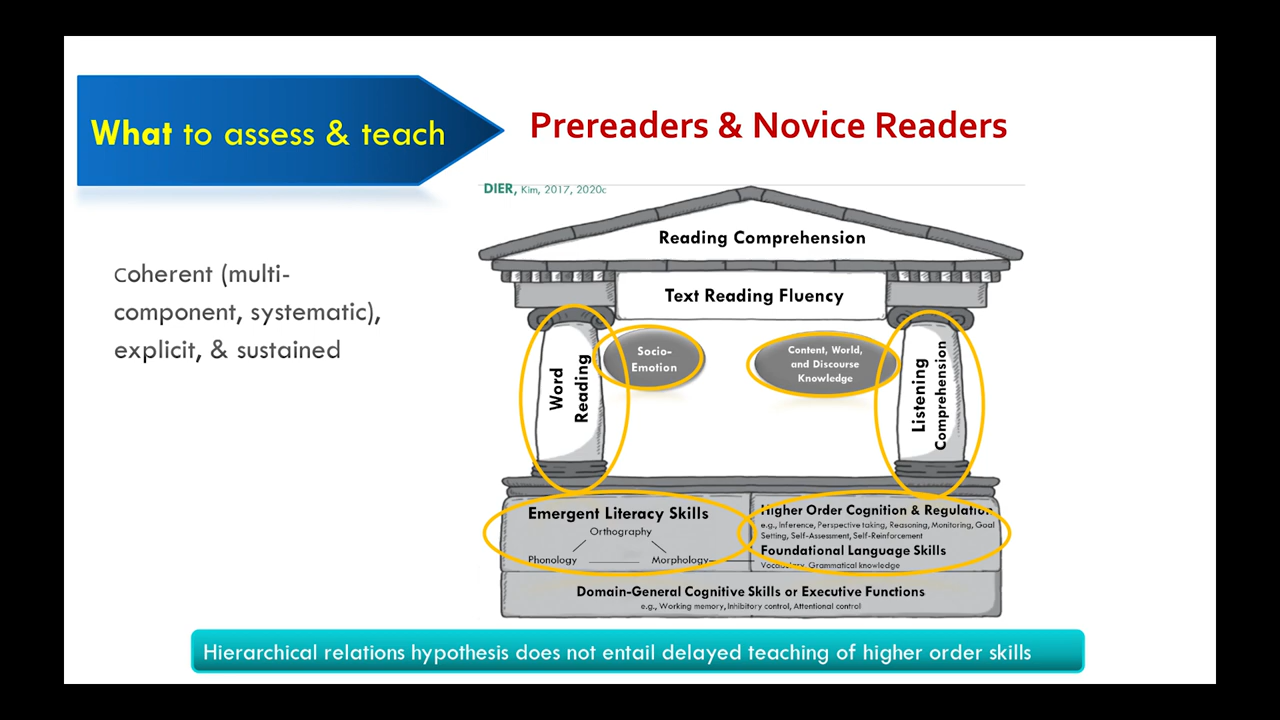 What to assess & teach
Prereaders & Novice Readers
DIER, Kim, 2017, 2020c
Coherent (multi-
component, systematic),
explicit, & sustained
Reading Comprehension
Text Reading Fluency
Word
Reading
Socio-
Emotion
Content, World,
and Discourse
Knowledge
Listening
Comprehension
Emergent Literacy Skills
Orthography
Phonology
Morphology
Higher Order Cognition & Regulation
e.g., Inference, Perspective taking, Reasoning, Monitoring, Goal
Setting, Self-Assessment, Self-Reinforcement
Foundational Language Skills
Vocabulary, Grammatical knowledge
Domain-General Cognitive Skills or Executive Functions
e.g., Working memory, Inhibitory control, Attentional control
Hierarchical relations hypothesis does not entail delayed teaching of higher order skills